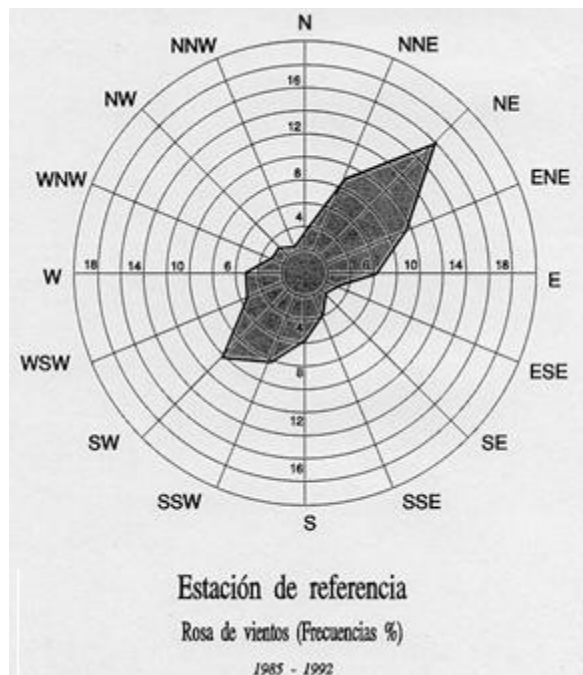 N
NNW NNE
NW NE
16
12
WNW 8 ENE
4
W 18 14 10 6 6 10 14 18 E
4
WSW 8 ESE
12
SW SE
16
SSW SSE
S
Estación de referencia
Rosa de vientos (Frecuencias %)
1985 - 1992